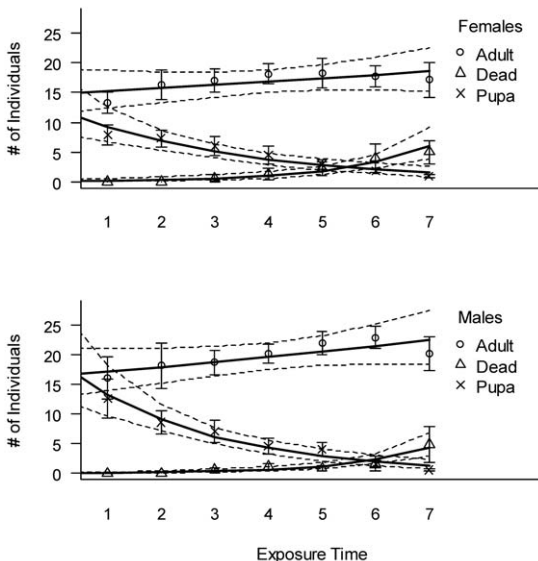 Females
Adult
Dead
Pupa
# of Individuals
25
20
15
10
5
0
1 2 3 4 5 6 7
Males
Adult
Dead
Pupa
# of Individuals
25
20
15
10
5
0
1 2 3 4 5 6 7
Exposure Time